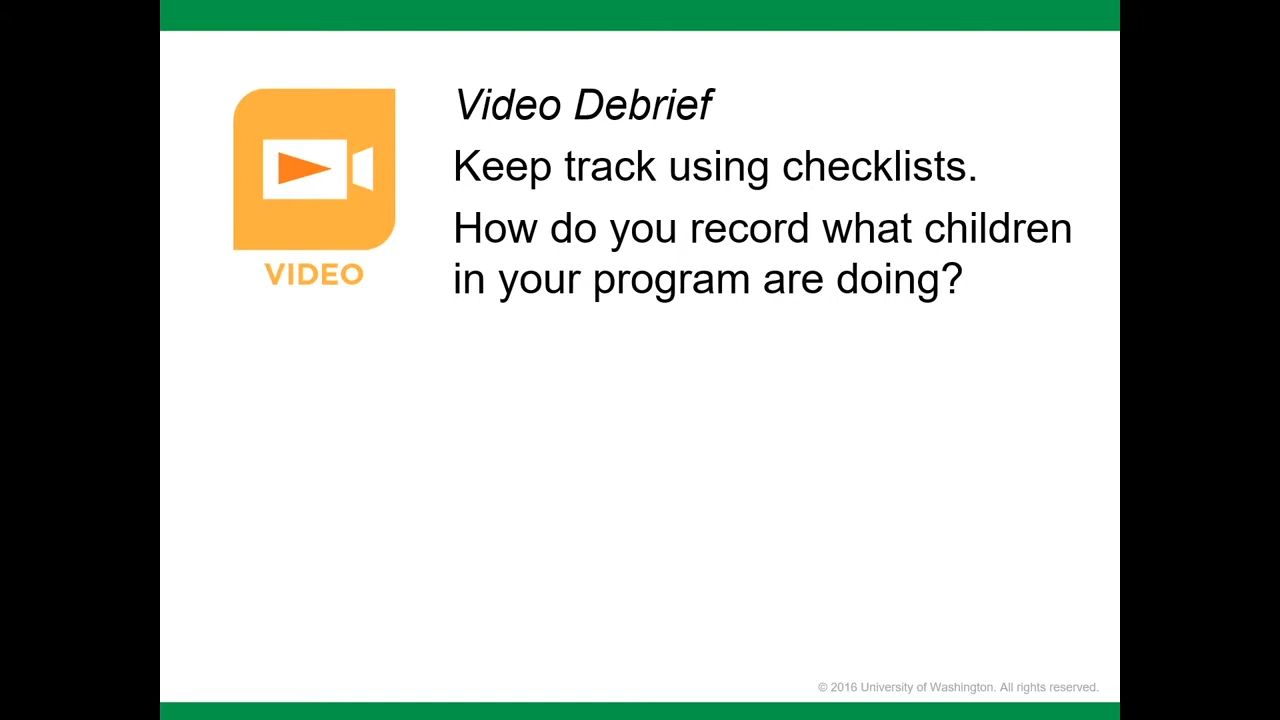 Video Debrief
Keep track using checklists.
How do you record what children
in your program are doing?
VIDEO
© 2016 University of Washington. All rights reserved.